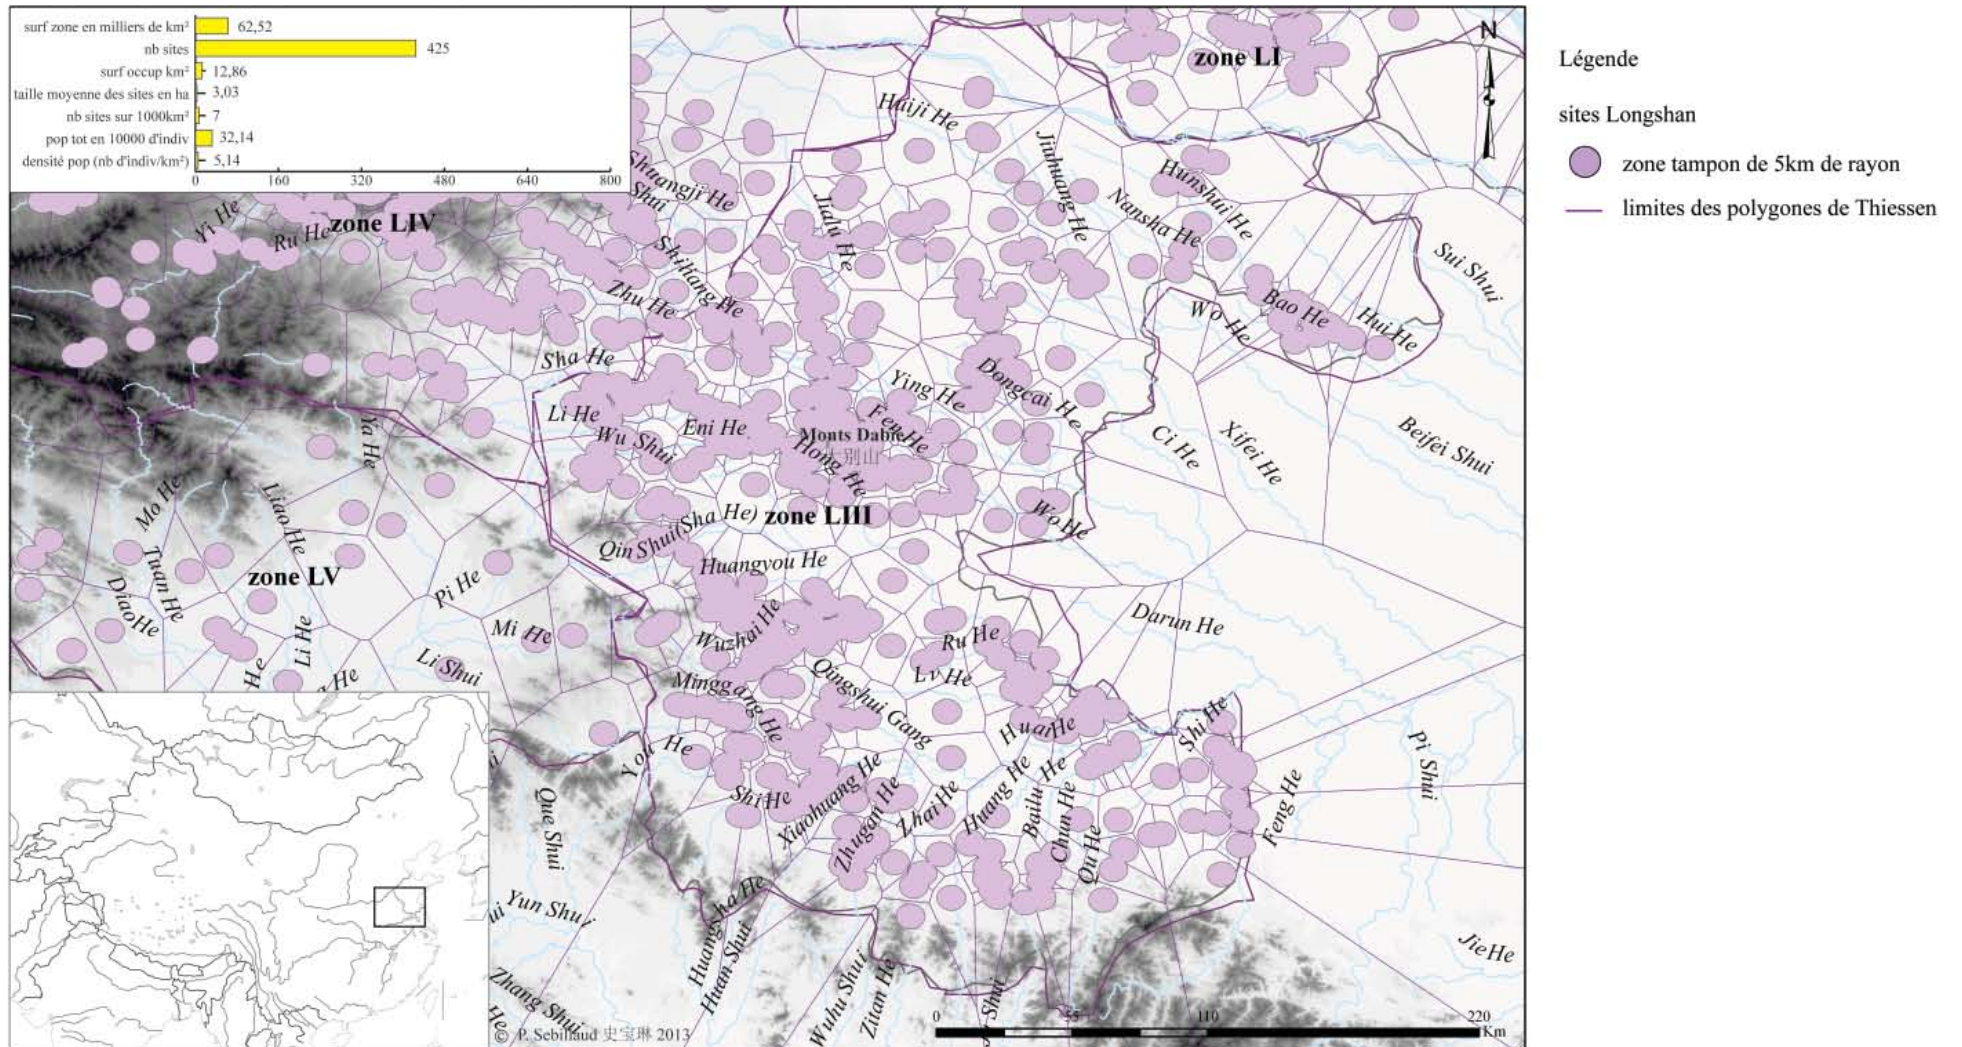 surf zone en milliers de km² 62,52
nb sites 425
surf occup km² 12,86
taille moyenne des sites en ha 3,03
nb sites sur 1000km² 7
pop tot en 10000 d'indiv 32,14
densité pop (nb d'indiv/km²) 5,14
0 160 320 480 640 800
N
zone LI
Légende
sites Longshan
zone tampon de 5km de rayon
limites des polygones de Thiessen
Huiji He
Jiuhuang He
Hunshui He
Nansha He
Shuangji He
Shui
Jialu He
Yi He
Ru He
zone LIV
Shiliang He
Zhu He
Sui Shui
Bao He
Wo He
Hui He
Sha He
Ying He
Dongcai He
Li He
Wu Shui
Eni He
Fen He
Monts Dabie
大别山
Hong He
Ya He
Ci He
Xifei He
Beifei Shui
Mo He
Liao He
Qin Shui(Sha He)
zone LIII
Wo He
Huangyou He
zone LV
Tuan He
Diao He
Pi He
Mi He
Li He
Li Shui
He
He
Wuzhai He
Ru He
Lv He
Darun He
Minggang He
Qingshui Gang
Huai He
Shi He
You He
Shi He
Xiaohuang He
Zhugan He
Zhai He
Huang He
Bailu He
Chun He
Qu He
Feng He
Pi Shui
Que Shui
Yun Shui
Huangsha He
Huan Shui
Wuhu Shui
Jie He
Zhang Shui
He
Shui
0 55 110 220
Km
© P. Sebillaud 史宝琳 2013